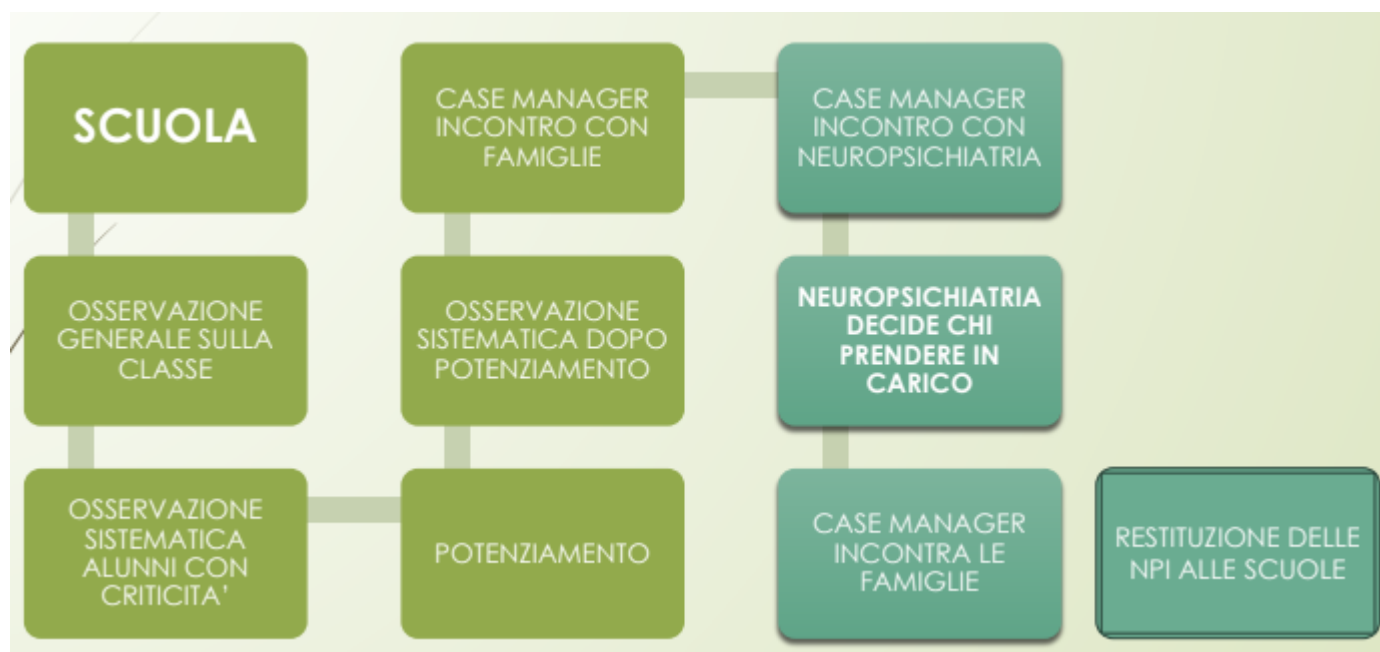 SCUOLA
OSSERVAZIONE
GENERALE SULLA
CLASSE
OSSERVAZIONE
SISTEMATICA
ALUNNI CON
CRITICITA’
POTENZIAMENTO
OSSERVAZIONE
SISTEMATICA DOPO
POTENZIAMENTO
CASE MANAGER
INCONTRO CON
FAMIGLIE
CASE MANAGER
INCONTRO CON
NEUROPSICHIATRIA
NEUROPSICHIATRIA
DECIDE CHI
PRENDERE IN
CARICO
CASE MANAGER
INCONTRA LE
FAMIGLIE
RESTITUZIONE DELLE
NPI ALLE SCUOLE